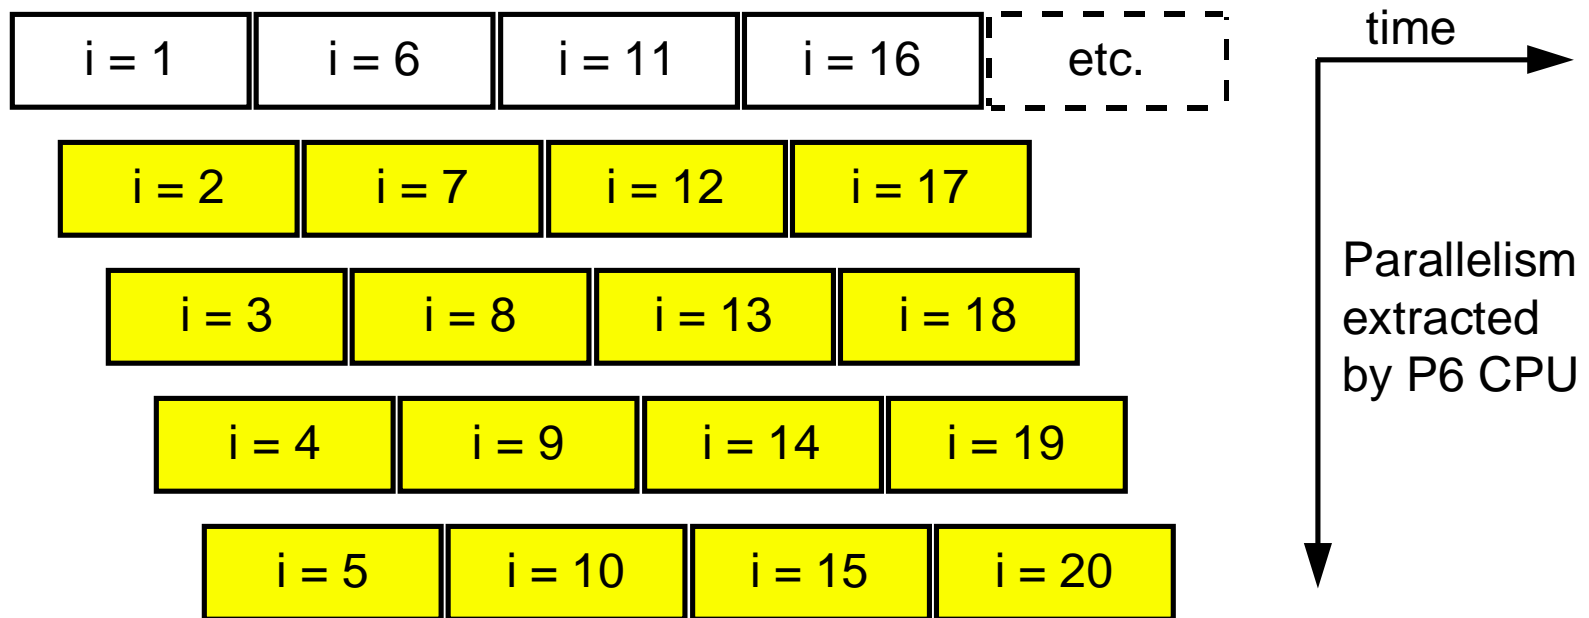 i = 1 i = 6 i = 11 i = 16 etc.
time
i = 2 i = 7 i = 12 i = 17
i = 3 i = 8 i = 13 i = 18
Parallelism
extracted
by P6 CPU
i = 4 i = 9 i = 14 i = 19
i = 5 i = 10 i = 15 i = 20